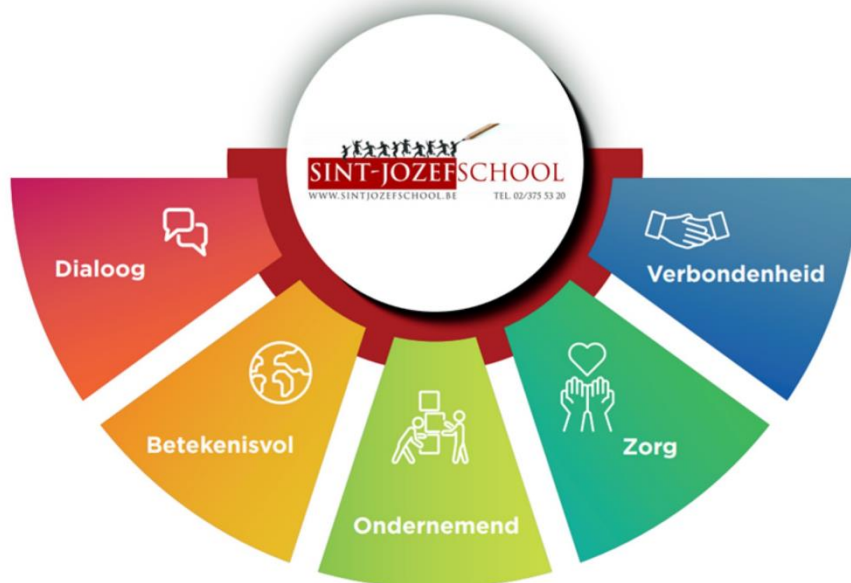 SINT-JOZEFSCHOOL
WWW.SINTJOZEFSCHOOL.BE TEL. 02/375 53 20
Dialoog
Betekenisvol
Ondernemend
Zorg
Verbondenheid